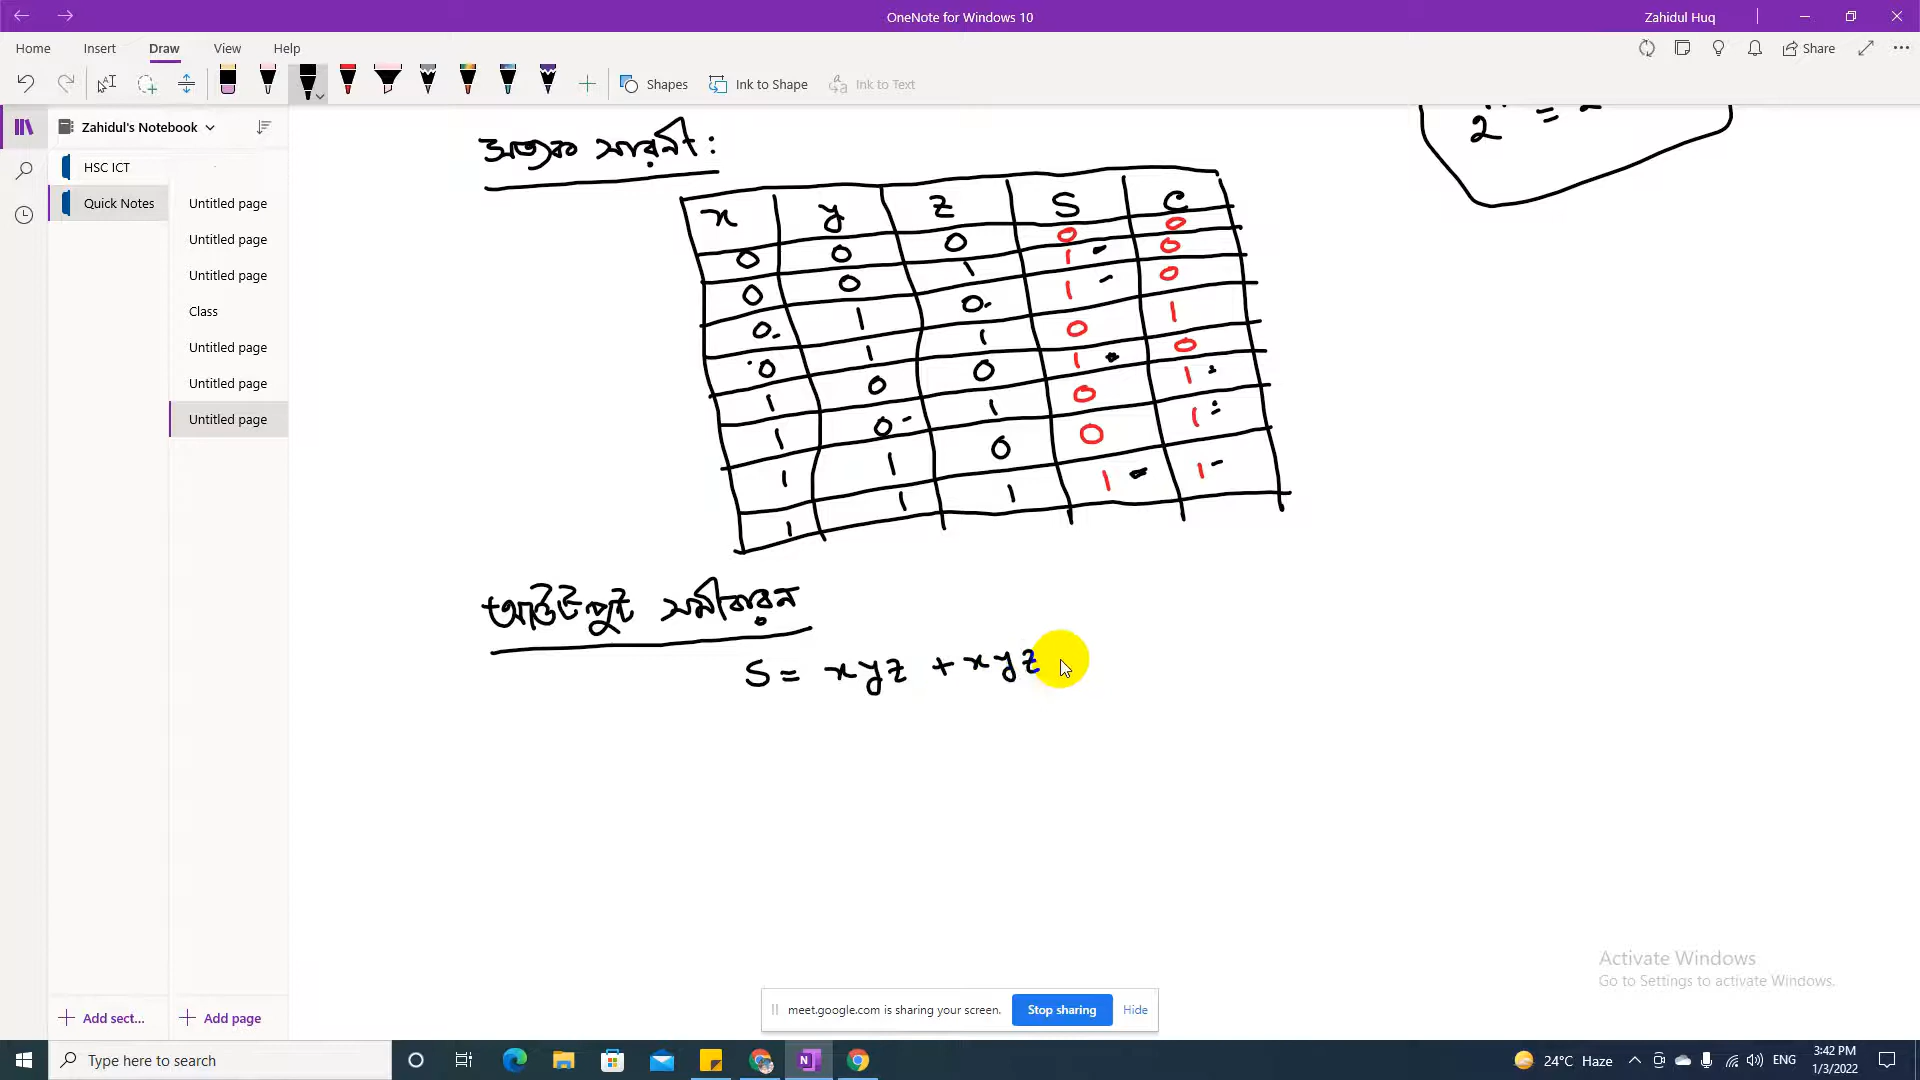 OneNote for Windows 10
Zahidul Huq
Home Insert Draw View Help
Share
Shapes Ink to Shape Ink to Text
Zahidul's Notebook
HSC ICT
Quick Notes
Untitled page
Untitled page
Untitled page
Class
Untitled page
Untitled page
Untitled page
সত্যক সারণী :
x y z S C
0 0 0 0 0
0 0 1 1 0
0 1 0 1 0
0 1 1 0 1
1 0 0 1 0
1 0 1 0 1
1 1 0 0 1
1 1 1 1 1
আউটপুট সমীকরন
S = xyz + xyz
Activate Windows
Go to Settings to activate Windows.
meet.google.com is sharing your screen. Stop sharing Hide
Add sect... Add page
Type here to search
24°C Haze
ENG
3:42 PM
1/3/2022